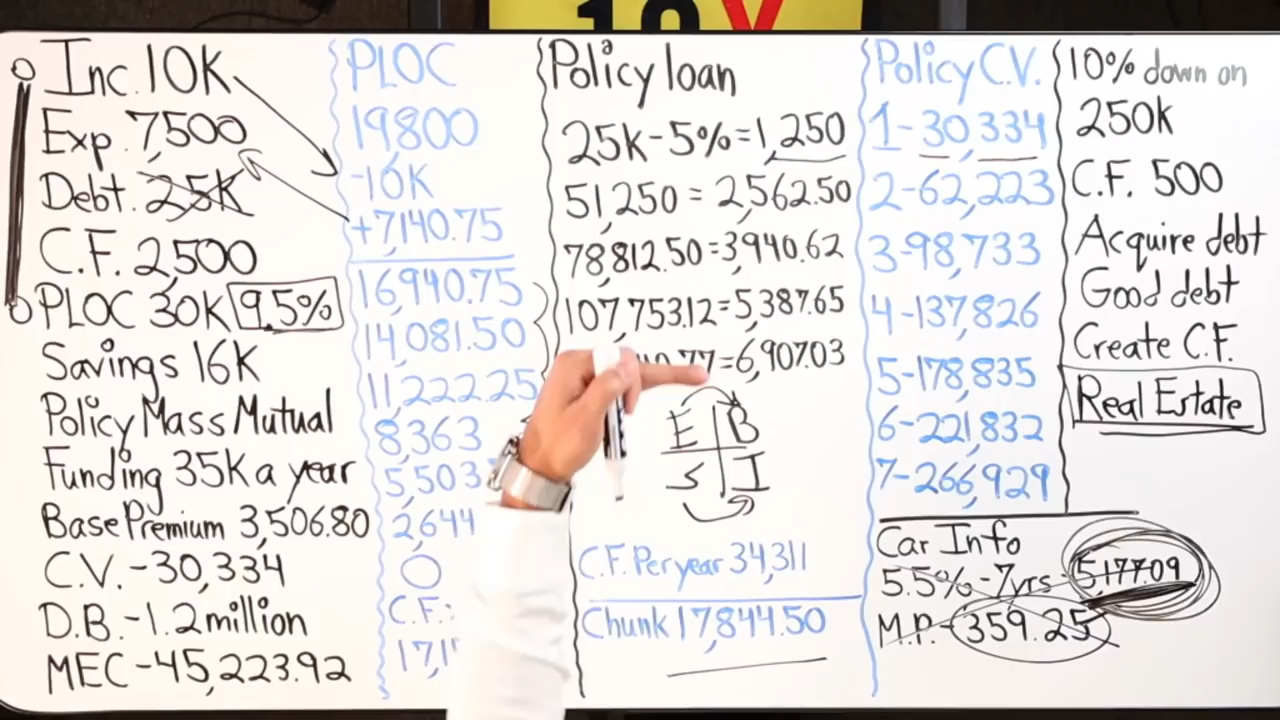 Inc. 10K
Exp. 7,500
Debt. 25K
C.F. 2,500
PLOC 30K 9.5%
Savings 16K
Policy Mass Mutual
Funding 35K a year
Base Premium 3,506.80
C.V. - 30,334
D.B. - 1.2 million
MEC - 45,223.92
PLOC
19800
-10K
+7,140.75
16,940.75
14,081.50
11,222.25
8,363
5,503
2,644
0
C.F.
Policy loan
25K - 5% = 1,250
51,250 = 2,562.50
78,812.50 = 3,940.62
107,753.12 = 5,387.65
= 6,907.03
E B
S I
C.F. Per year 34,311
Chunk 17,844.50
Policy C.V.
1 - 30,334
2 - 62,223
3 - 98,733
4 - 137,826
5 - 178,835
6 - 221,832
7 - 266,929
Car Info
5.5% - 7yrs - 5,177.09
M.P. - 359.25
10% down on
250K
C.F. 500
Acquire debt
Good debt
Create C.F.
Real Estate